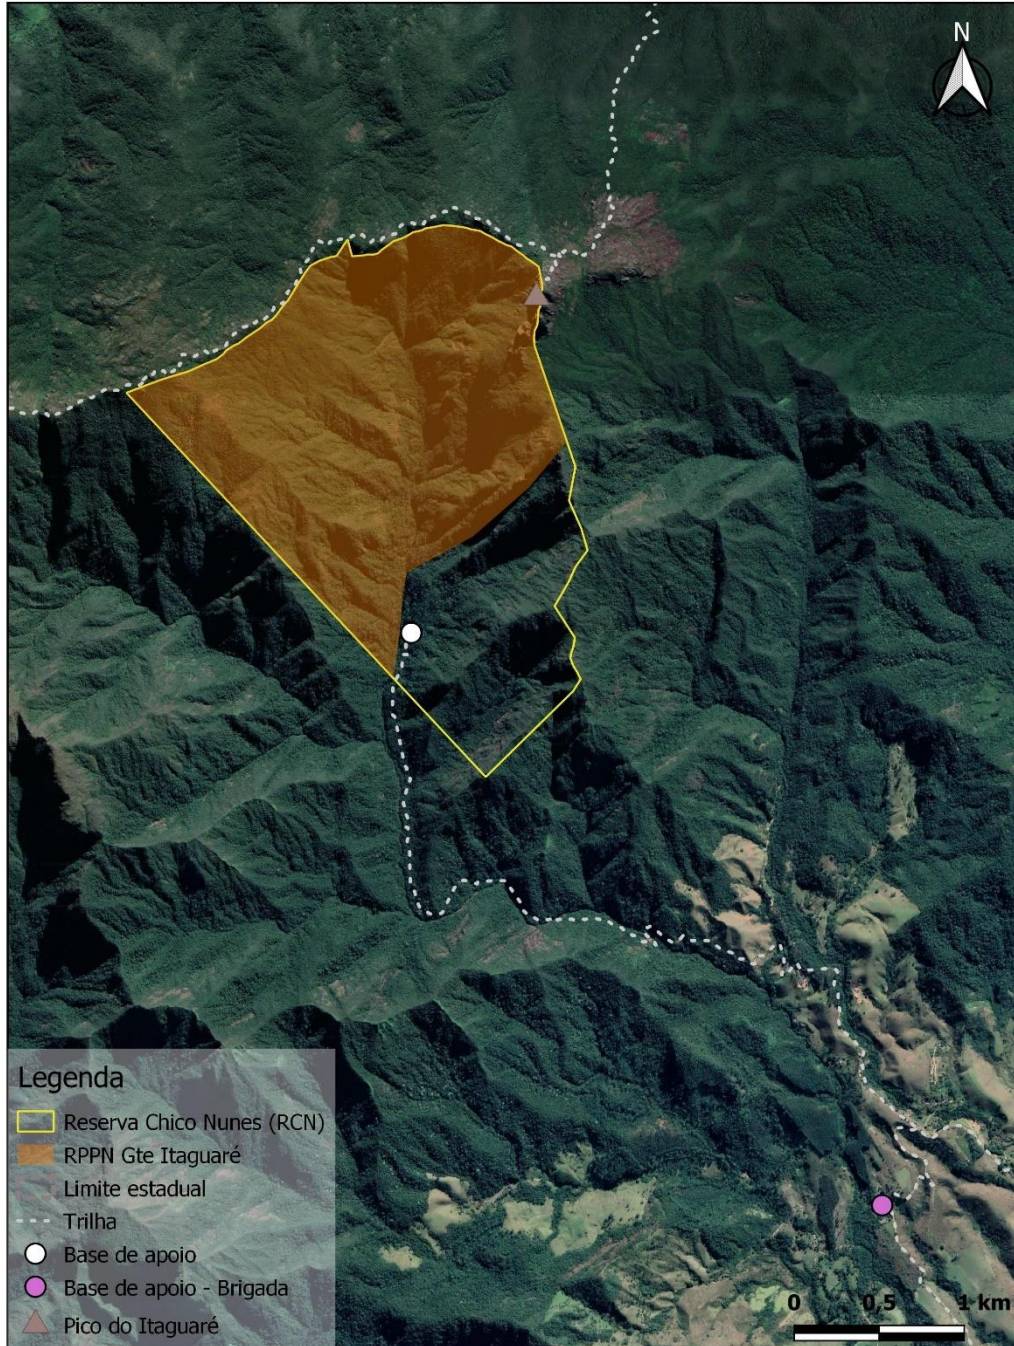 N
Legenda
Reserva Chico Nunes (RCN)
RPPN Gte Itaguaré
Limite estadual
Trilha
Base de apoio
Base de apoio - Brigada
Pico do Itaguaré
0 0,5 1 km